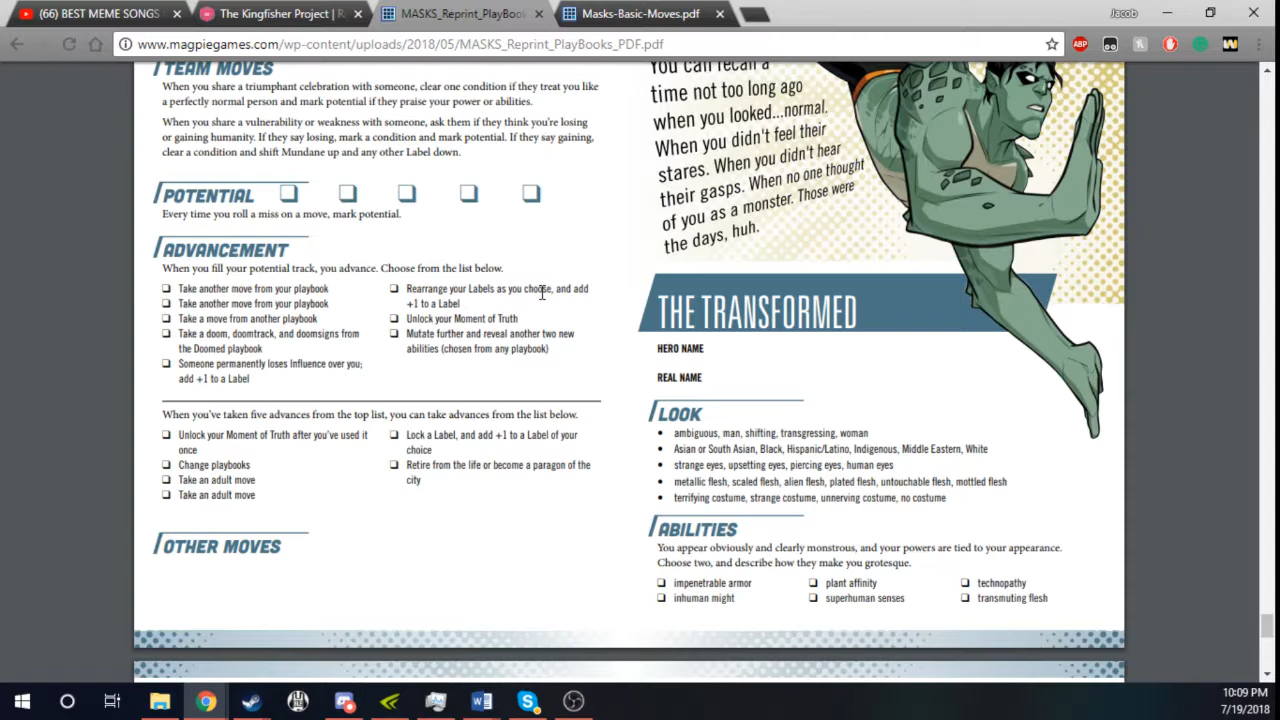 (66) BEST MEME SONGS
The Kingfisher Project | R
MASKS_Reprint_PlayBoo
Masks-Basic-Moves.pdf
Jacob
www.magpiegames.com/wp-content/uploads/2018/05/MASKS_Reprint_PlayBooks_PDF.pdf
ABP
TEAM MOVES
When you share a triumphant celebration with someone, clear one condition if they treat you like
a perfectly normal person and mark potential if they praise your power or abilities.
When you share a vulnerability or weakness with someone, ask them if they think you're losing
or gaining humanity. If they say losing, mark a condition and mark potential. If they say gaining,
clear a condition and shift Mundane up and any other Label down.
POTENTIAL
Every time you roll a miss on a move, mark potential.
ADVANCEMENT
When you fill your potential track, you advance. Choose from the list below.
Take another move from your playbook
Take another move from your playbook
Take a move from another playbook
Take a doom, doomtrack, and doomsigns from
the Doomed playbook
Someone permanently loses Influence over you;
add +1 to a Label
Rearrange your Labels as you choose, and add
+1 to a Label
Unlock your Moment of Truth
Mutate further and reveal another two new
abilities (chosen from any playbook)
When you've taken five advances from the top list, you can take advances from the list below.
Unlock your Moment of Truth after you've used it
once
Change playbooks
Take an adult move
Take an adult move
Lock a Label, and add +1 to a Label of your
choice
Retire from the life or become a paragon of the
city
OTHER MOVES
You can recall a
time not too long ago
when you looked...normal.
When you didn't feel their
stares. When you didn't hear
their gasps. When no one thought
of you as a monster. Those were
the days, huh.
THE TRANSFORMED
HERO NAME
REAL NAME
LOOK
• ambiguous, man, shifting, transgressing, woman
• Asian or South Asian, Black, Hispanic/Latino, Indigenous, Middle Eastern, White
• strange eyes, upsetting eyes, piercing eyes, human eyes
• metallic flesh, scaled flesh, alien flesh, plated flesh, untouchable flesh, mottled flesh
• terrifying costume, strange costume, unnerving costume, no costume
ABILITIES
You appear obviously and clearly monstrous, and your powers are tied to your appearance.
Choose two, and describe how they make you grotesque.
impenetrable armor
inhuman might
plant affinity
superhuman senses
technopathy
transmuting flesh
10:09 PM
7/19/2018